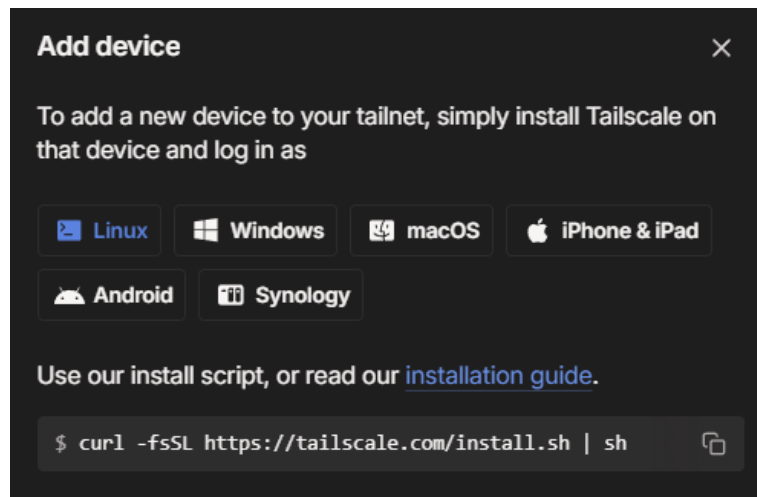 Add device
To add a new device to your tailnet, simply install Tailscale on
that device and log in as
Linux Windows macOS iPhone & iPad
Android Synology
Use our install script, or read our installation guide.
$ curl -fsSL https://tailscale.com/install.sh | sh